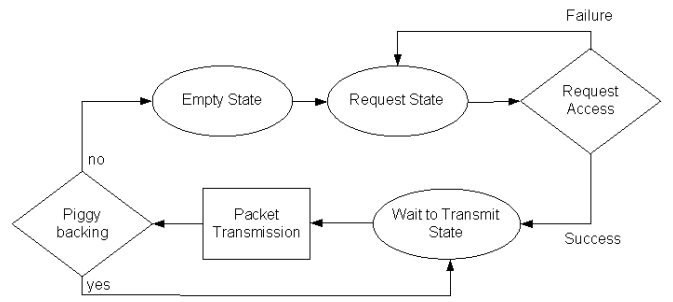 Failure
Empty State
Request State
Request
Access
no
Piggy
backing
Packet
Transmission
Wait to Transmit
State
Success
yes